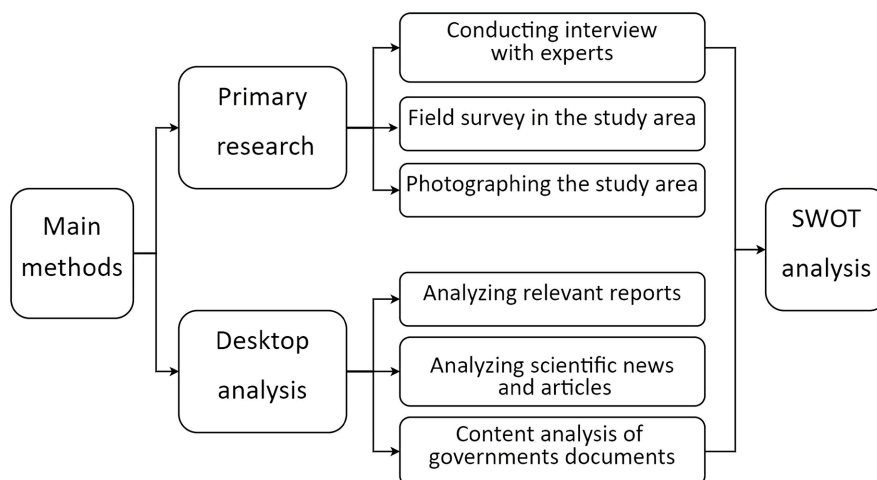 Main
methods
Primary
research
Desktop
analysis
Conducting interview
with experts
Field survey in the study area
Photographing the study area
Analyzing relevant reports
Analyzing scientific news
and articles
Content analysis of
governments documents
SWOT
analysis